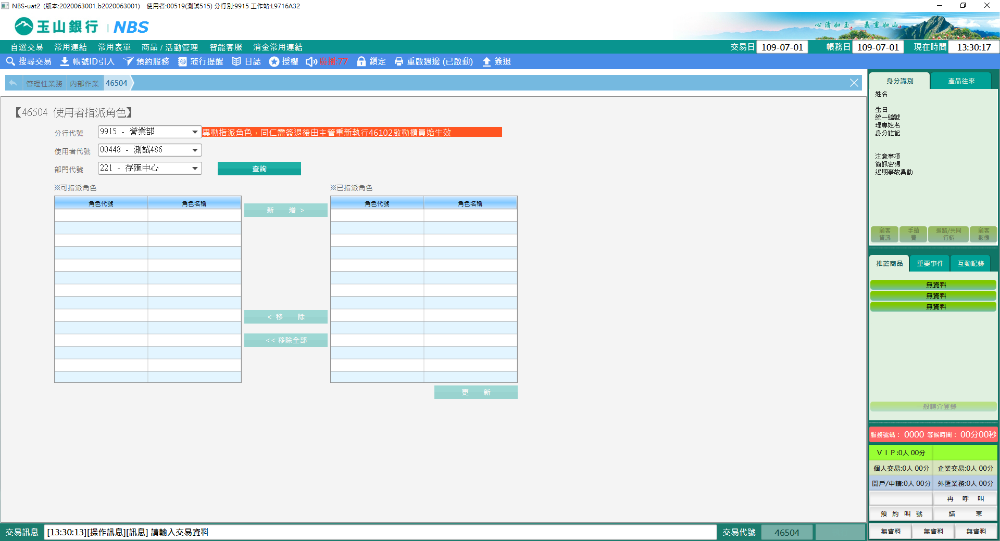 NBS-uat2 (版本:2020063001.b2020063001) 使用者:00519(測試515) 分行別:9915 工作站:L9716A32
玉山銀行 | NBS
心清如玉。義重如山。
自選交易 常用連結 常用表單 商品 / 活動管理 智能客服 消金常用連結 交易日 109-07-01 帳務日 109-07-01 現在時間 13:30:17
搜尋交易 帳號ID引入 預約服務 蒞行提醒 日誌 授權 廣播:77 鎖定 重啟週邊 (已啟動) 簽退
管理性業務 內部作業 46504
【46504 使用者指派角色】
分行代號 9915 - 營業部 異動指派角色，同仁需簽退後由主管重新執行46102啟動櫃員始生效
使用者代號 00448 - 測試486
部門代號 221 - 存匯中心 查詢
※可指派角色 ※已指派角色
角色代號 角色名稱 角色代號 角色名稱
新 增 >
< 移 除
<< 移除全部
更 新
身分識別 產品往來
姓名
生日
統一編號
理專姓名
身分註記
注意事項
簡訊密碼
近期事故異動
顧客資訊 手續費 通路/共同行銷 顧客影像
推薦商品 重要事件 互動記錄
無資料
無資料
無資料
一般轉介登錄
服務號碼： 0000 等候時間： 00分00秒
ＶＩＰ:0人 00分
個人交易:0人 00分 企業交易:0人 00分
開戶/申請:0人 00分 外匯業務:0人 00分
再 呼 叫
預 約 叫 號 結 束
無資料 無資料 無資料
交易訊息 [13:30:13][操作訊息][訊息] 請輸入交易資料 交易代號 46504